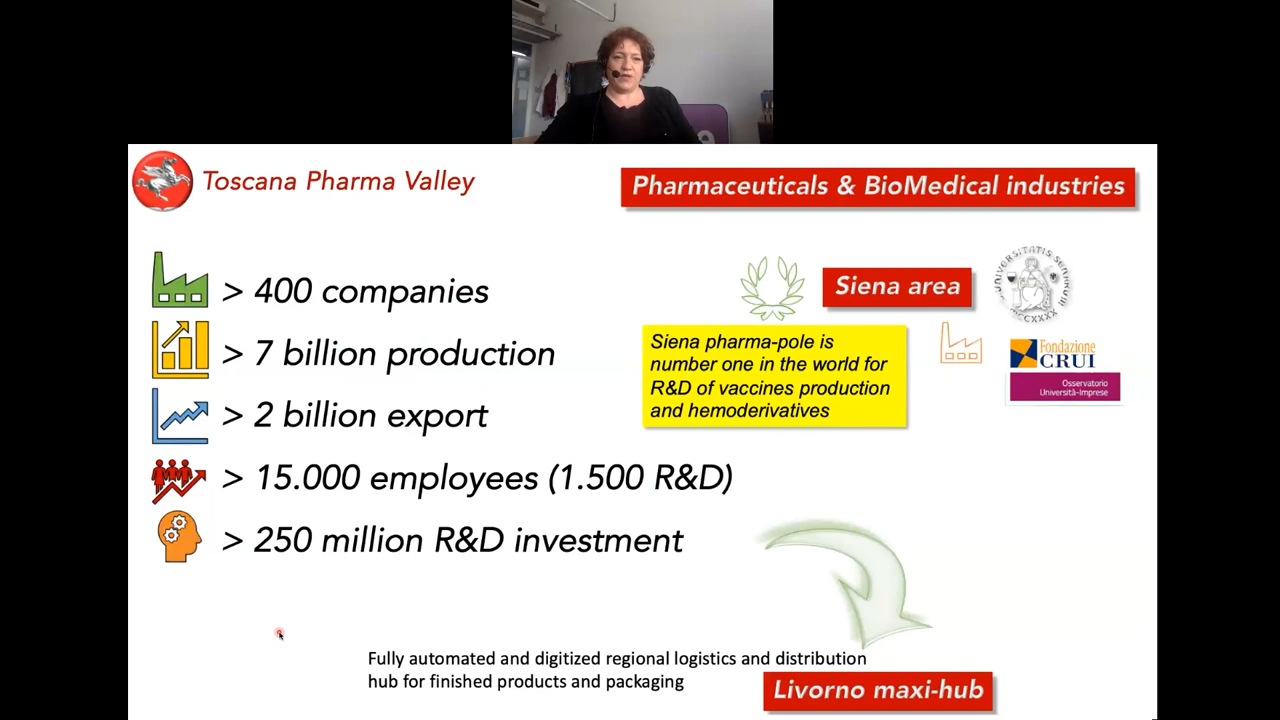 Toscana Pharma Valley
Pharmaceuticals & BioMedical industries
> 400 companies
> 7 billion production
> 2 billion export
> 15.000 employees (1.500 R&D)
> 250 million R&D investment
Siena area
Siena pharma-pole is
number one in the world for
R&D of vaccines production
and hemoderivatives
Fondazione
CRUI
Osservatorio
Università-Imprese
Fully automated and digitized regional logistics and distribution
hub for finished products and packaging
Livorno maxi-hub